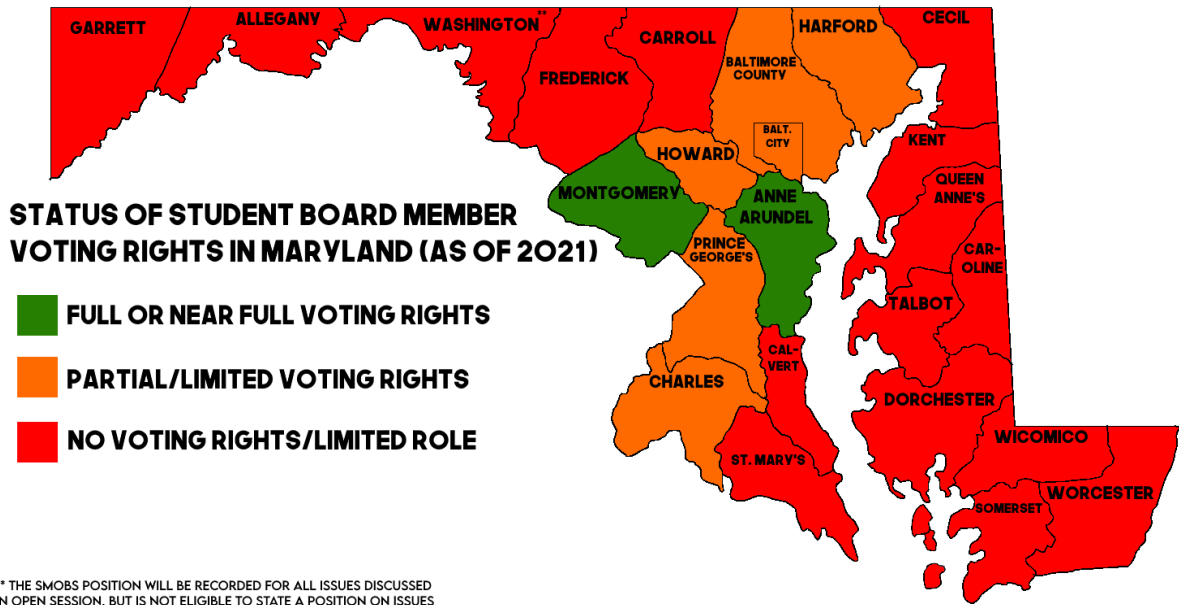 GARRETT
ALLEGANY
WASHINGTON**
FREDERICK
CARROLL
BALTIMORE
COUNTY
HARFORD
CECIL
BALT.
CITY
HOWARD
MONTGOMERY
ANNE
ARUNDEL
PRINCE
GEORGE'S
KENT
QUEEN
ANNE'S
CAR-
OLINE
TALBOT
CAL-
VERT
CHARLES
ST. MARY'S
DORCHESTER
WICOMICO
SOMERSET
WORCESTER
STATUS OF STUDENT BOARD MEMBER
VOTING RIGHTS IN MARYLAND (AS OF 2021)
FULL OR NEAR FULL VOTING RIGHTS
PARTIAL/LIMITED VOTING RIGHTS
NO VOTING RIGHTS/LIMITED ROLE
* THE SMOBS POSITION WILL BE RECORDED FOR ALL ISSUES DISCUSSED
N OPEN SESSION, BUT IS NOT ELIGIBLE TO STATE A POSITION ON ISSUES